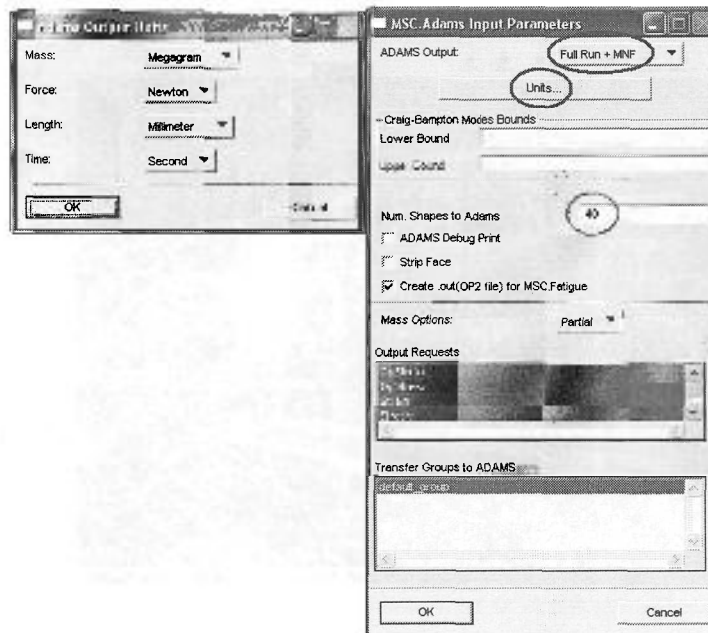 Mass:
Megagram
Force:
Newton
Length:
Millimeter
Time:
Second
OK
MSC.Adams Input Parameters
ADAMS Output:
Full Run + MNF
Units...
Craig-Bampton Modes Bounds
Lower Bound
Num. Shapes to Adams
40
ADAMS Debug Print
Strip Face
Create .out(OP2 file) for MSC.Fatigue
Mass Options:
Partial
Output Requests
Transfer Groups to ADAMS
default_group
OK
Cancel